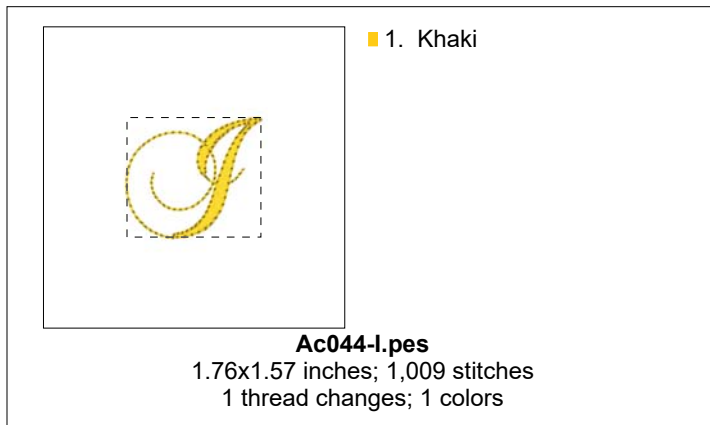 1. Khaki
Ac044-I.pes
1.76x1.57 inches; 1,009 stitches
1 thread changes; 1 colors